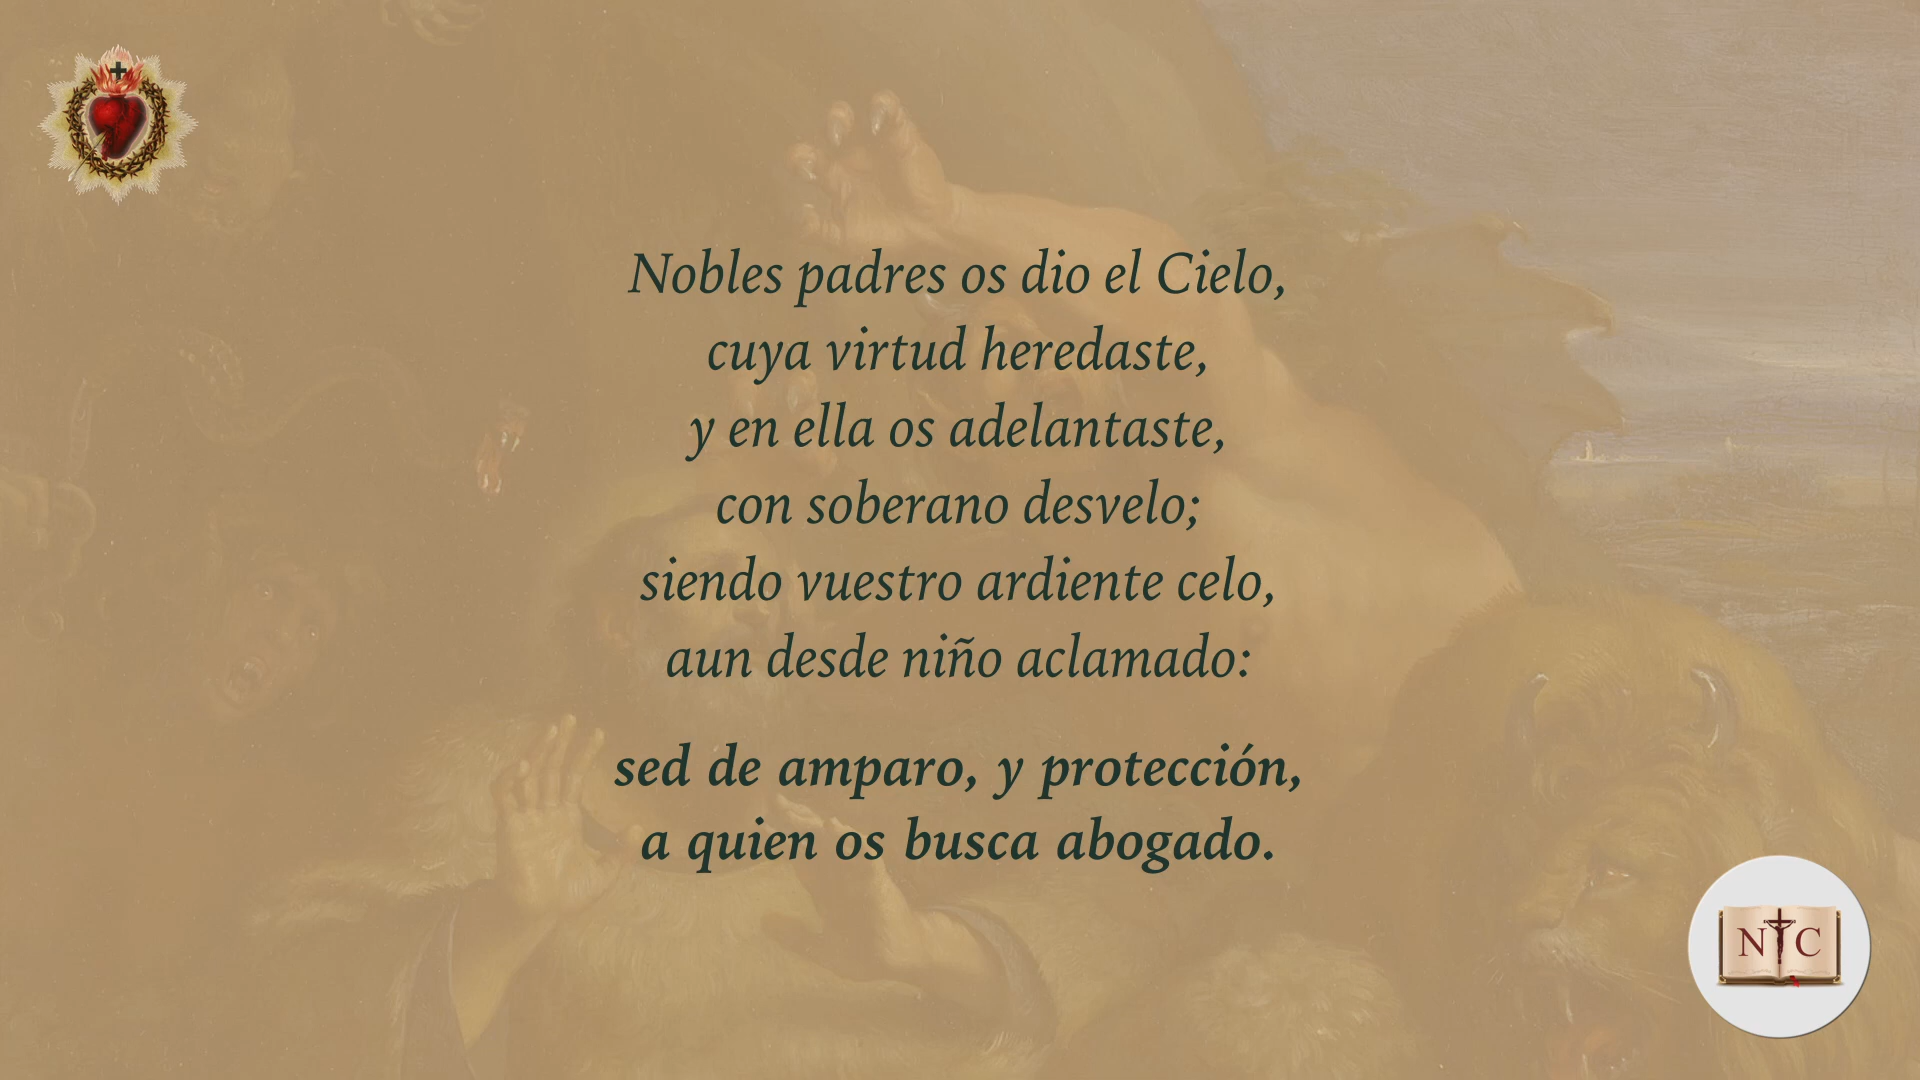 Nobles padres os dio el Cielo,
cuya virtud heredaste,
y en ella os adelantaste,
con soberano desvelo;
siendo vuestro ardiente celo,
aun desde niño aclamado:
sed de amparo, y protección,
a quien os busca abogado.
N C